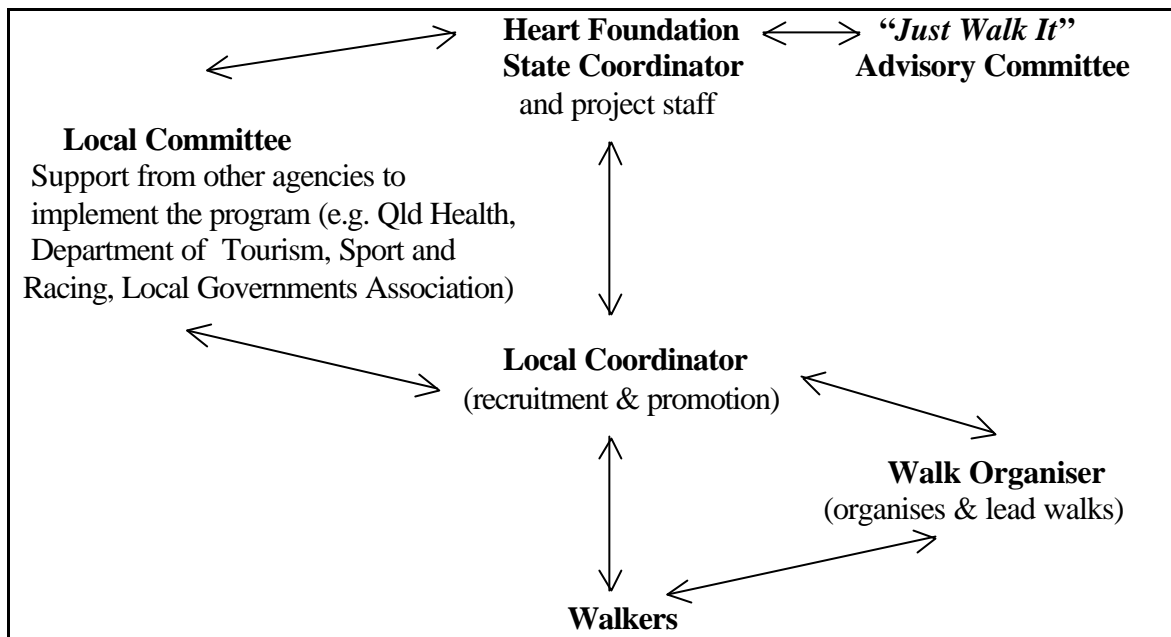 Heart Foundation
State Coordinator
and project staff
“Just Walk It”
Advisory Committee
Local Committee
Support from other agencies to
implement the program (e.g. Qld Health,
Department of Tourism, Sport and
Racing, Local Governments Association)
Local Coordinator
(recruitment & promotion)
Walk Organiser
(organises & lead walks)
Walkers